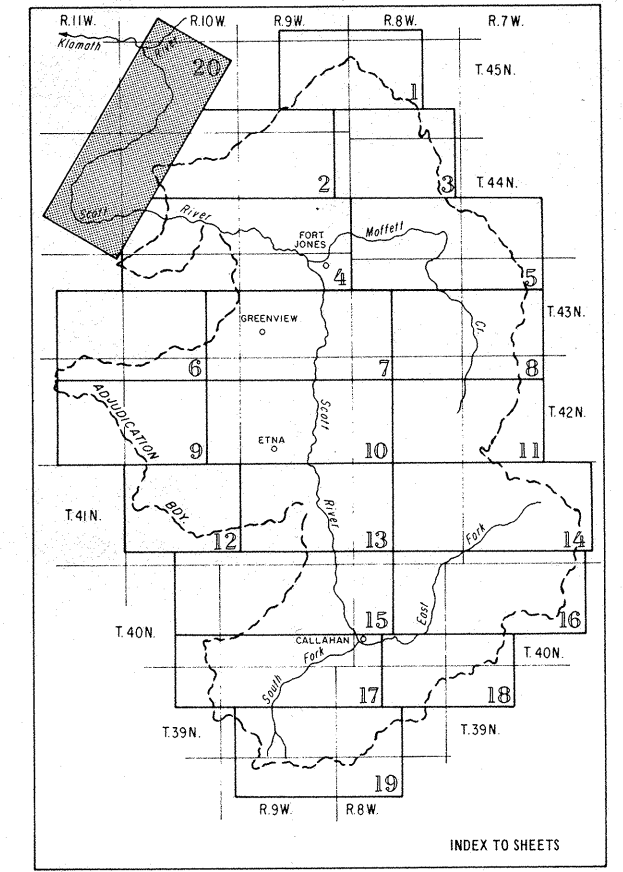 R.11W.
R.10W.
R.9W.
R.8W.
R.7W.
Klamath
River
20
T.45N.
1
2
3
T.44N.
Scott
River
FORT
JONES
Moffett
4
5
GREENVIEW
T.43N.
Cr.
6
7
8
ADJUDICATION
Scott
T.42N.
ETNA
9
10
11
T.41N.
BDY.
River
Fork
12
13
14
East
T.40N.
15
16
CALLAHAN
Fork
T.40N.
South
17
18
T.39N.
T.39N.
19
R.9W.
R.8W.
INDEX TO SHEETS